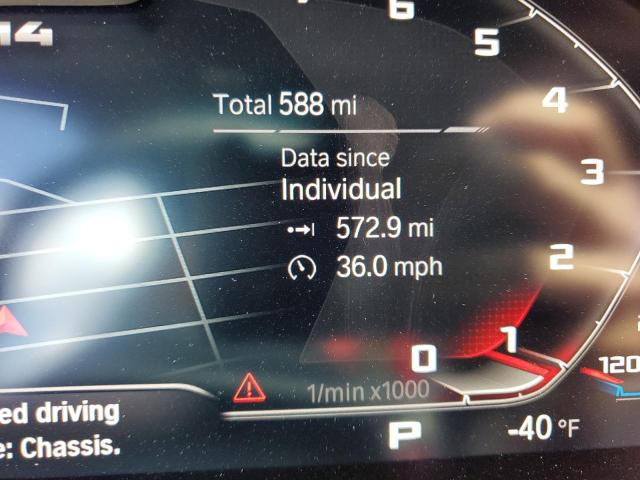 14
6
5
Total 588 mi
4
Data since
3
Individual
572.9 mi
2
36.0 mph
1
0
120
1/min x1000
ed driving
P
-40 °F
e: Chassis.